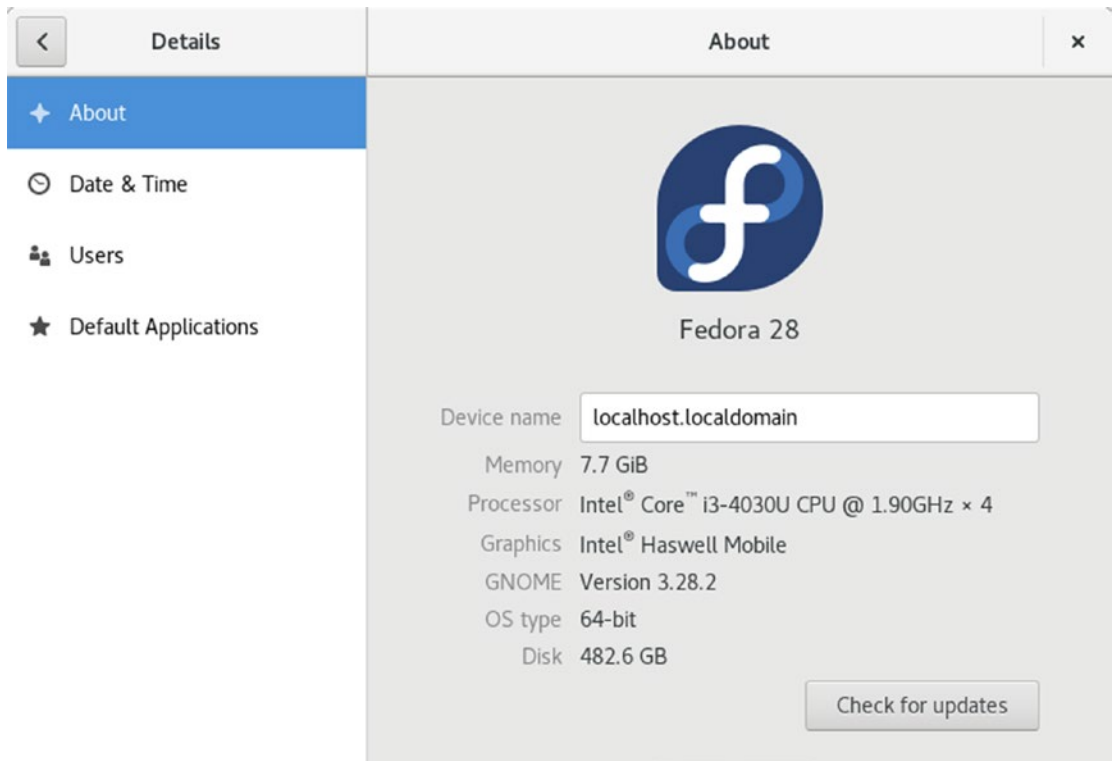 Details
About
About
Date & Time
Users
Default Applications
Fedora 28
Device name localhost.localdomain
Memory 7.7 GiB
Processor Intel® Core™ i3-4030U CPU @ 1.90GHz × 4
Graphics Intel® Haswell Mobile
GNOME Version 3.28.2
OS type 64-bit
Disk 482.6 GB
Check for updates